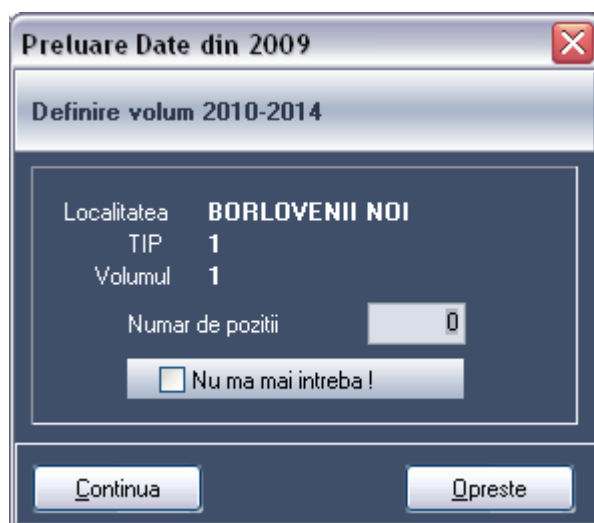 Preluare Date din 2009
Definire volum 2010-2014
Localitatea BORLOVENII NOI
TIP 1
Volumul 1
Numar de pozitii 0
Nu ma mai intreba !
Continua Opreste